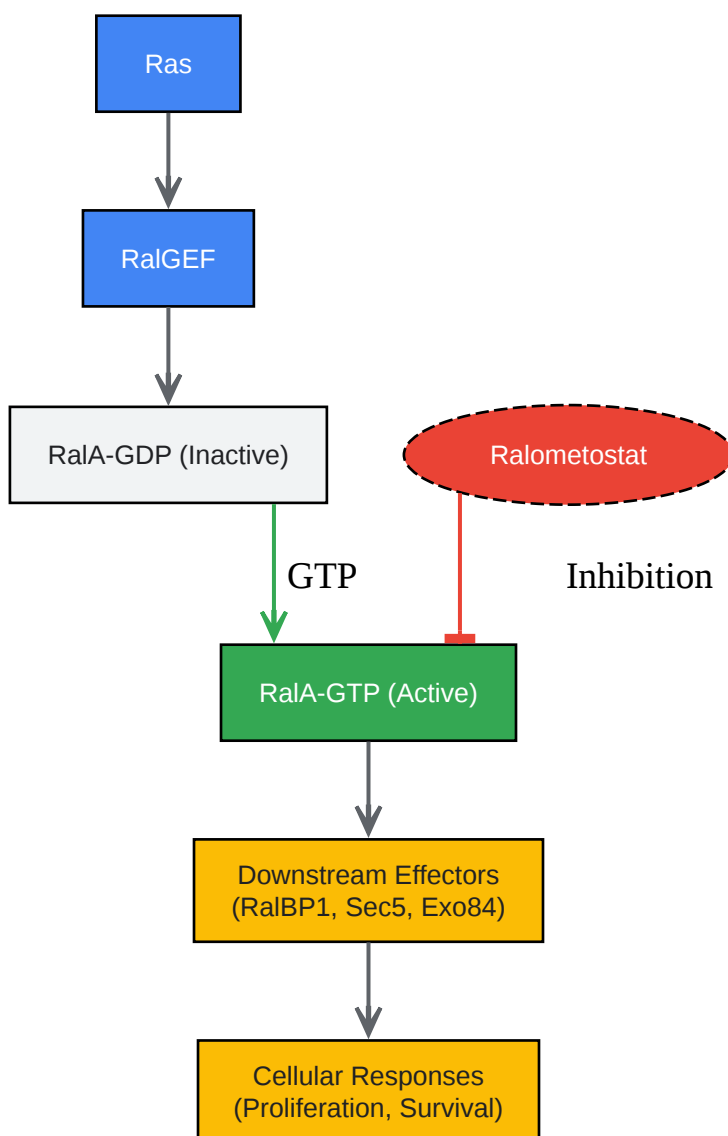 Ras
RalGEF
RalA-GDP (Inactive)
Ralometostat
GTP
Inhibition
RalA-GTP (Active)
Downstream Effectors
(RalBP1, Sec5, Exo84)
Cellular Responses
(Proliferation, Survival)